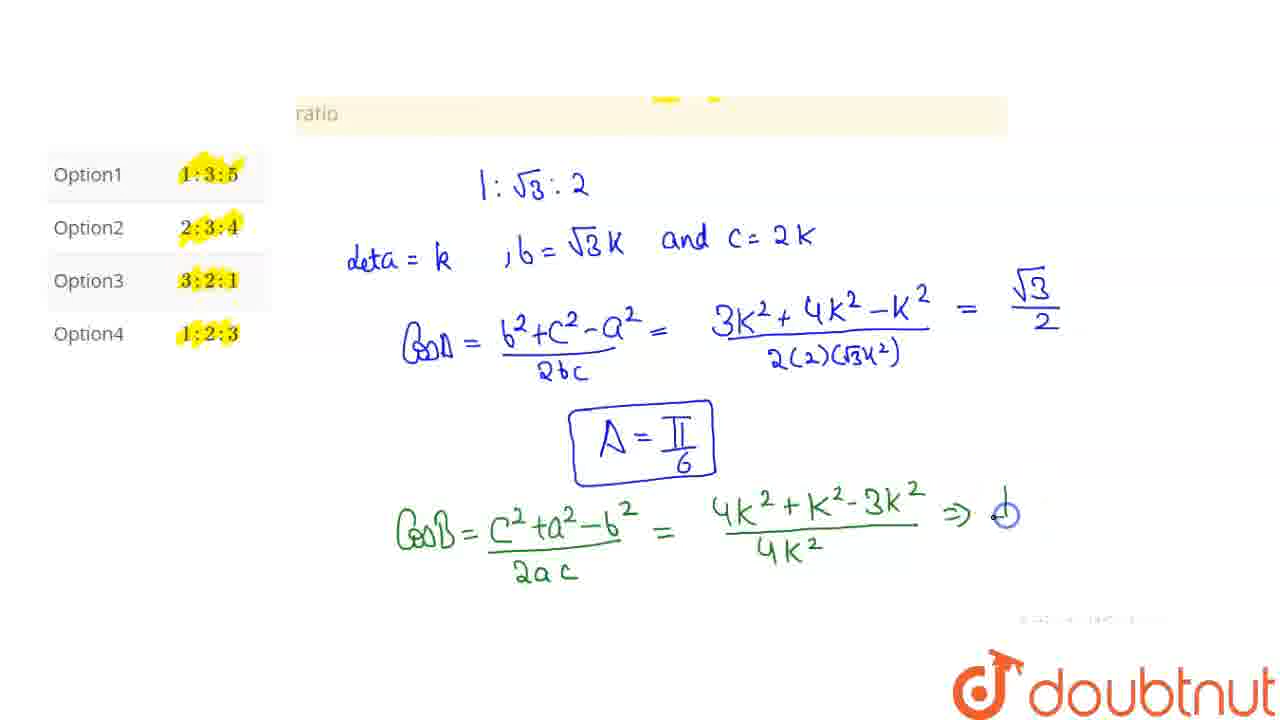 ratio
Option1 1:3:5
Option2 2:3:4
Option3 3:2:1
Option4 1:2:3
1 : √3 : 2
let a = k , b = √3 k and c = 2k
CosA = b²+c²-a² / 2bc = 3k²+4k²-k² / 2(2)(√3k²) = √3 / 2
A = π/6
CosB = c²+a²-b² / 2ac = 4k²+k²-3k² / 4k² ⇒ 1
doubtnut